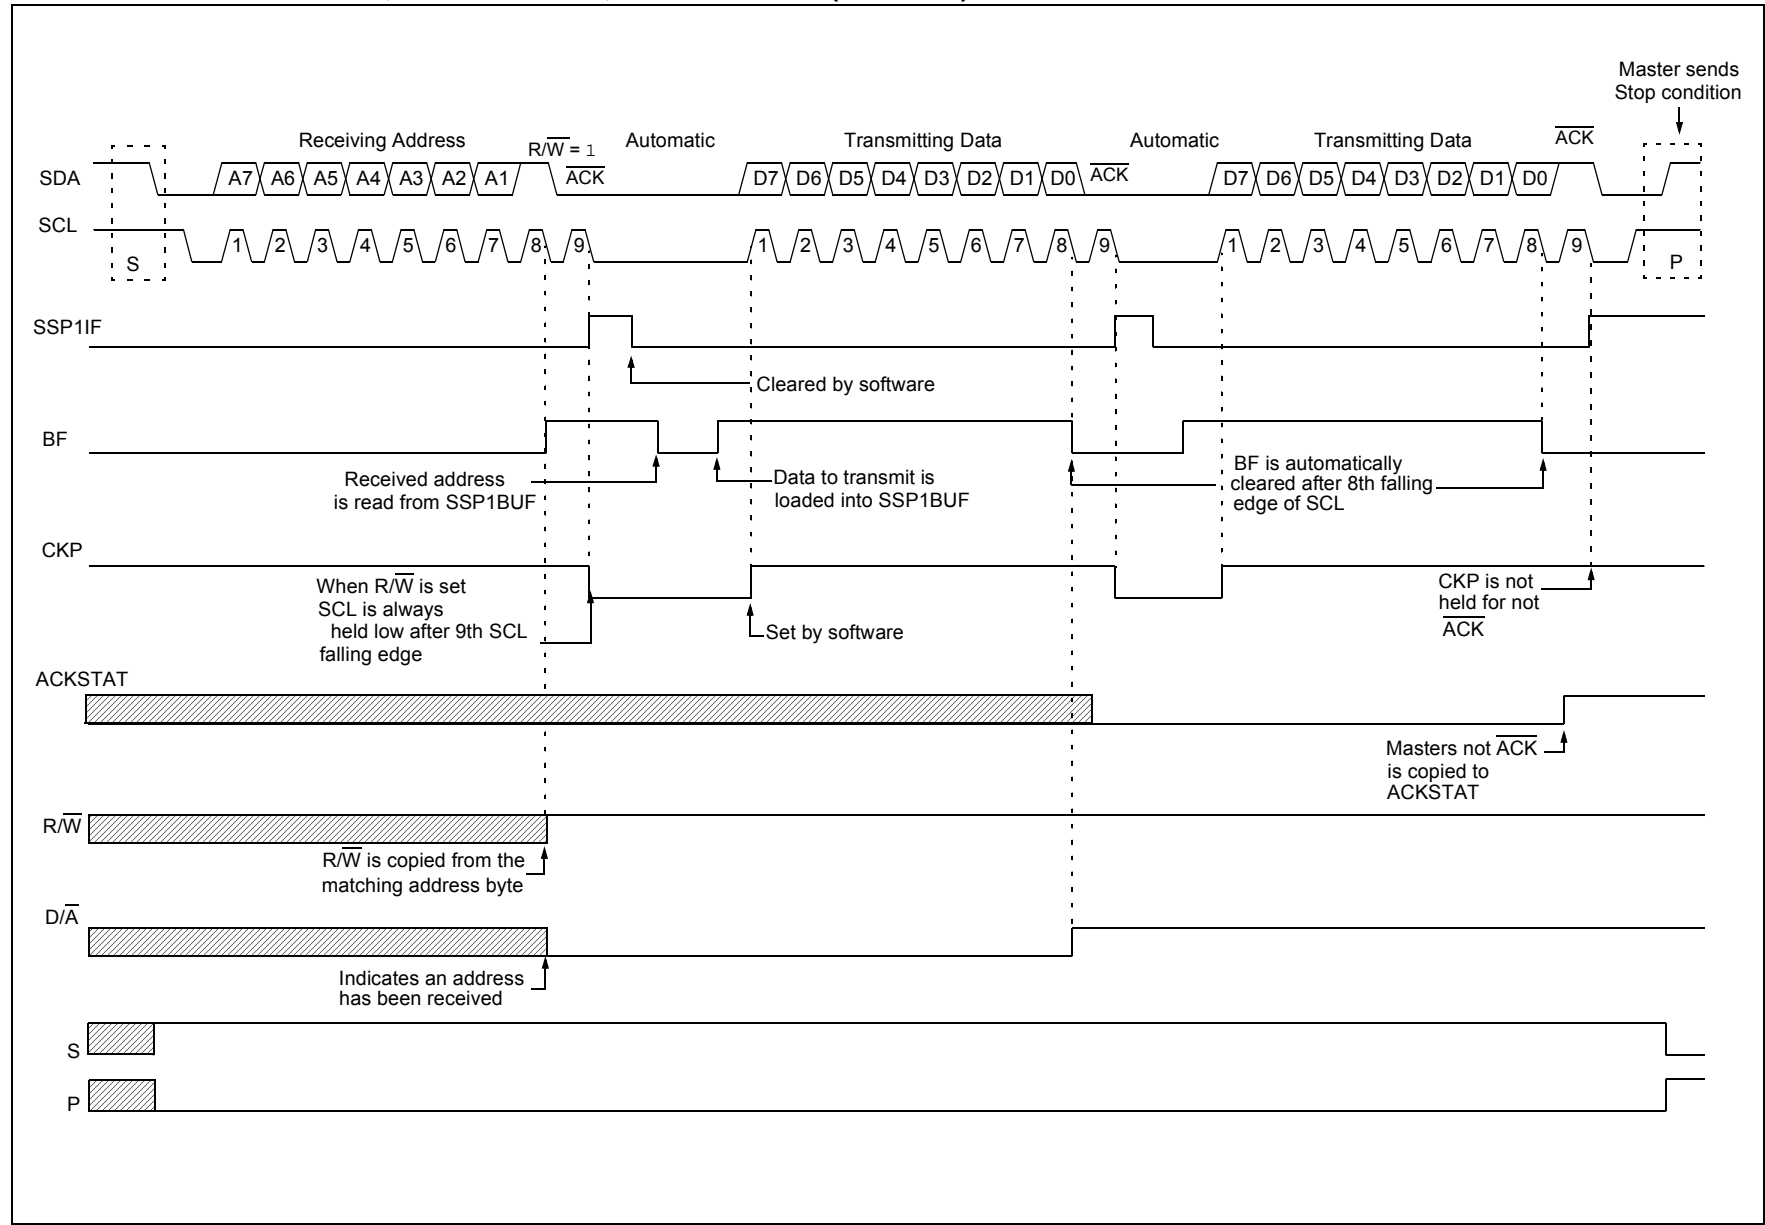 Master sends
Stop condition
Receiving Address
R/W = 1
Automatic
Transmitting Data
Automatic
Transmitting Data
ACK
SDA
A7 A6 A5 A4 A3 A2 A1
ACK
D7 D6 D5 D4 D3 D2 D1 D0
ACK
D7 D6 D5 D4 D3 D2 D1 D0
SCL
S
1 2 3 4 5 6 7 8 9
1 2 3 4 5 6 7 8 9
1 2 3 4 5 6 7 8 9
P
SSP1IF
Cleared by software
BF
Received address
is read from SSP1BUF
Data to transmit is
loaded into SSP1BUF
BF is automatically
cleared after 8th falling
edge of SCL
CKP
When R/W is set
SCL is always
held low after 9th SCL
falling edge
Set by software
CKP is not
held for not
ACK
ACKSTAT
Masters not ACK
is copied to
ACKSTAT
R/W
R/W is copied from the
matching address byte
D/A
Indicates an address
has been received
S
P